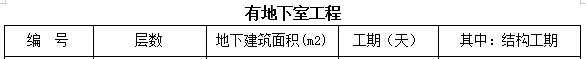 有地下室工程
编 号 层数 地下建筑面积(m2) 工期（天） 其中：结构工期